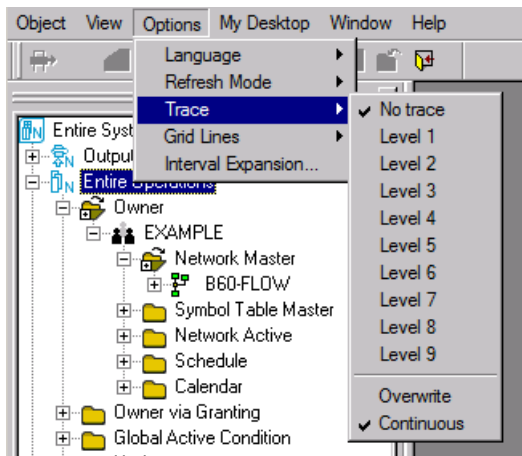 Object View Options My Desktop Window Help
Language
Refresh Mode
Trace
Grid Lines
Interval Expansion...
No trace
Level 1
Level 2
Level 3
Level 4
Level 5
Level 6
Level 7
Level 8
Level 9
Overwrite
Continuous
Entire Syst
Outpu
Entire Operations
Owner
EXAMPLE
Network Master
B60-FLOW
Symbol Table Master
Network Active
Schedule
Calendar
Owner via Granting
Global Active Condition